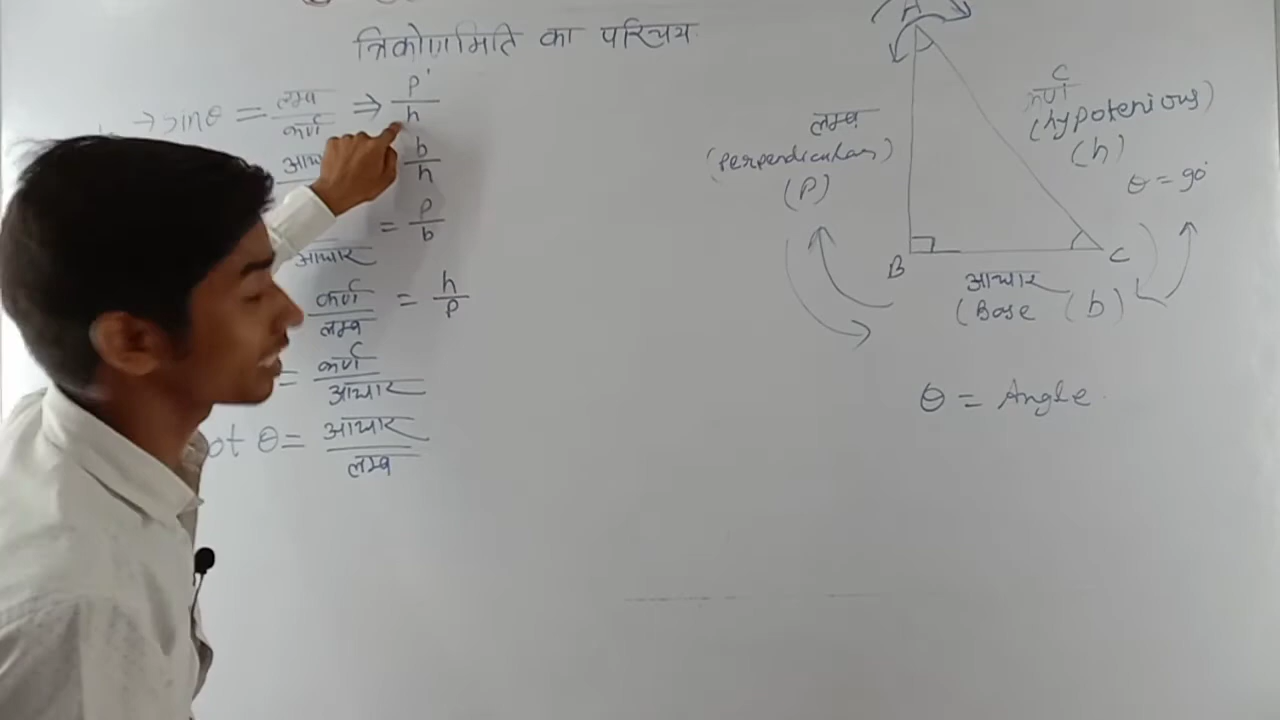 त्रिकोणमिति का परिचय
→ sinθ = लम्ब/कर्ण ⇒ P/h
b/h
= P/b
आधार
कर्ण/लम्ब = h/P
= कर्ण/आधार
ot θ = आधार/लम्ब
A
लम्ब
(perpendicular)
(P)
कर्ण
(hypotenious)
(h)
θ = 90°
B
C
आधार
(Base (b)
θ = Angle